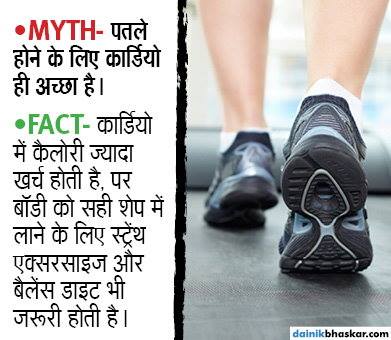 •MYTH- पतले
होने के लिए कार्डियो
ही अच्छा है।
•FACT- कार्डियो
में कैलोरी ज्यादा
खर्च होती है, पर
बॉडी को सही शेप में
लाने के लिए स्ट्रेंथ
एक्सरसाइज और
बैलेंस डाइट भी
जरूरी होती है।
dainikbhaskar.com